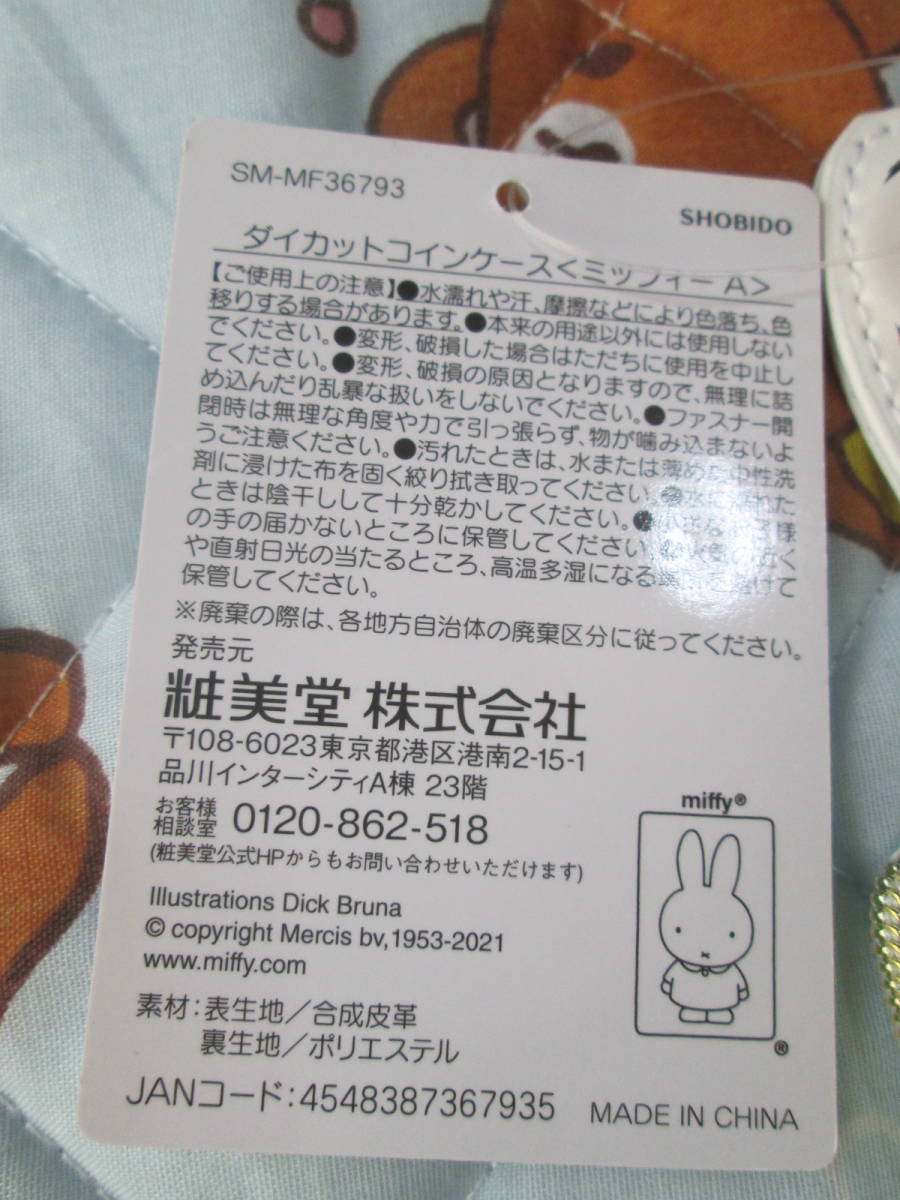 SM-MF36793
SHOBIDO
ダイカットコインケース<ミッフィー A>
【ご使用上の注意】●水濡れや汗、摩擦などにより色落ち、色
移りする場合があります。●本来の用途以外には使用しない
でください。●変形、破損した場合はただちに使用を中止し
てください。●変形、破損の原因となりますので、無理に詰
め込んだり乱暴な扱いをしないでください。●ファスナー開
閉時は無理な角度や力で引っ張らず、物が噛み込まないよ
うご注意ください。●汚れたときは、水または薄めた中性洗
剤に浸けた布を固く絞り拭き取ってください。●水に濡れた
ときは陰干しして十分乾かしてください。●小さなお子様
の手の届かないところに保管してください。
や直射日光の当たるところ、高温多湿になる場所を避けて
保管してください。
※廃棄の際は、各地方自治体の廃棄区分に従ってください。
発売元
粧美堂 株式会社
〒108-6023東京都港区港南2-15-1
品川インターシティA棟 23階
お客様
相談室 0120-862-518
(粧美堂公式HPからもお問い合わせいただけます)
miffy®
Illustrations Dick Bruna
© copyright Mercis bv,1953-2021
www.miffy.com
®
素材:表生地/合成皮革
裏生地/ポリエステル
JANコード:4548387367935
MADE IN CHINA